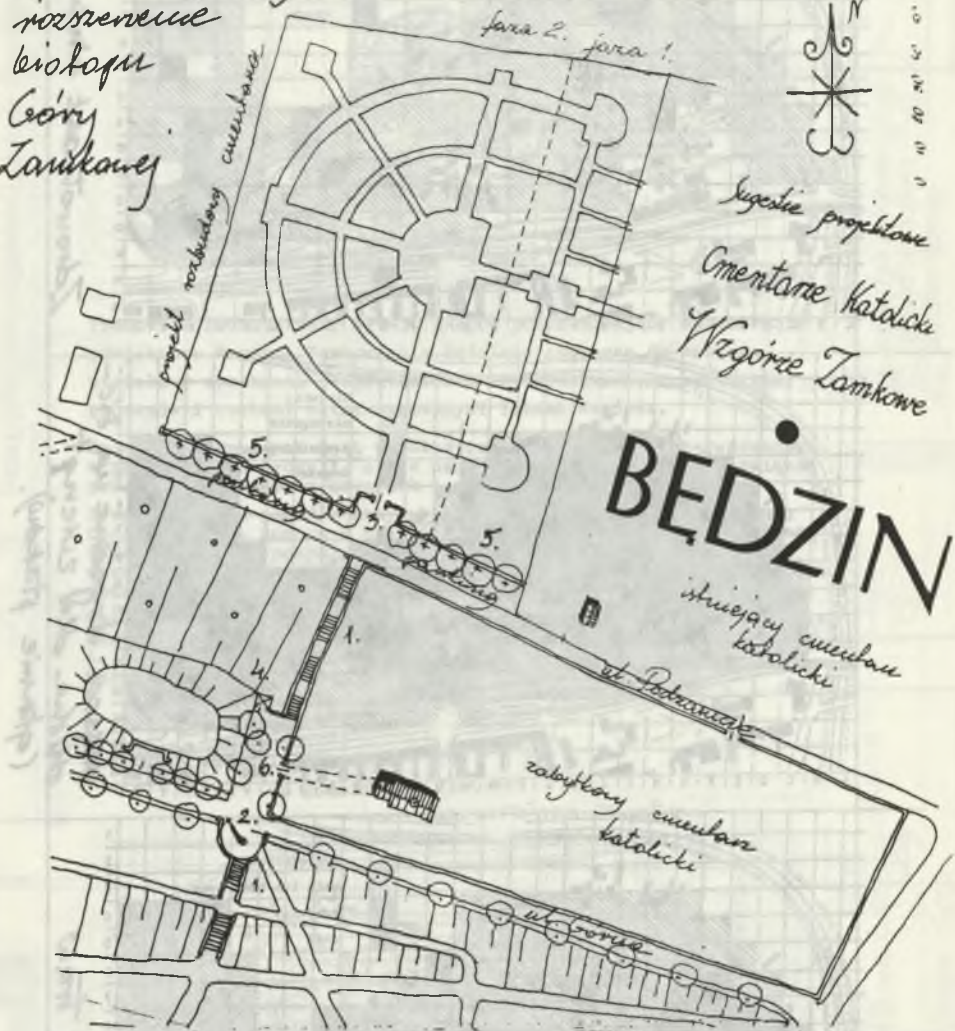 rozszerzenie
biotopu
Góry
Zamkowej
faza 2. faza 1.
N
projekt rozbudowy cmentarza
Sugestie projektowe
Cmentarze Katolickie
Wzgórze Zamkowe
BĘDZIN
5.
parking
3.
5.
parking
1.
istniejący cmentarz
katolicki
ul. Podzamcze
4.
6.
zabytkowy cmentarz
katolicki
2.
1.
ul. Górna